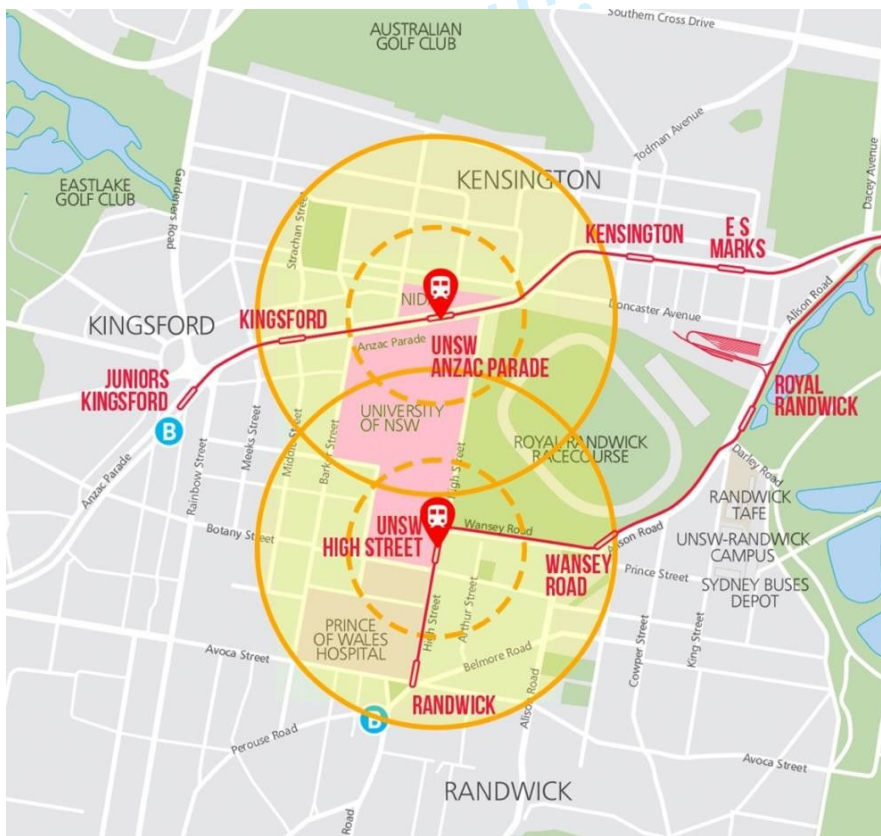 Southern Cross Drive
AUSTRALIAN
GOLF CLUB
Todman Avenue
Dacey Avenue
EASTLAKE
GOLF CLUB
Gardeners Road
KENSINGTON
Strachan Street
E S
MARKS
KENSINGTON
NID
Doncaster Avenue
Alison Road
KINGSFORD
KINGSFORD
Anzac Parade
UNSW
ANZAC PARADE
JUNIORS
KINGSFORD
ROYAL
RANDWICK
B
UNIVERSITY
OF NSW
ROYAL RANDWICK
RACECOURSE
Anzac Parade
Rainbow Street
Meeks Street
Middle Street
Barker Street
High Street
Darley Road
RANDWICK
TAFE
UNSW-RANDWICK
CAMPUS
SYDNEY BUSES
DEPOT
Botany Street
UNSW
HIGH STREET
Wansey Road
Alison Road
WANSEY
ROAD
Prince Street
High Street
Arthur Street
PRINCE
OF WALES
HOSPITAL
Avoca Street
Belmore Road
Cowper Street
King Street
RANDWICK
Alison Road
B
Perouse Road
Avoca Street
RANDWICK